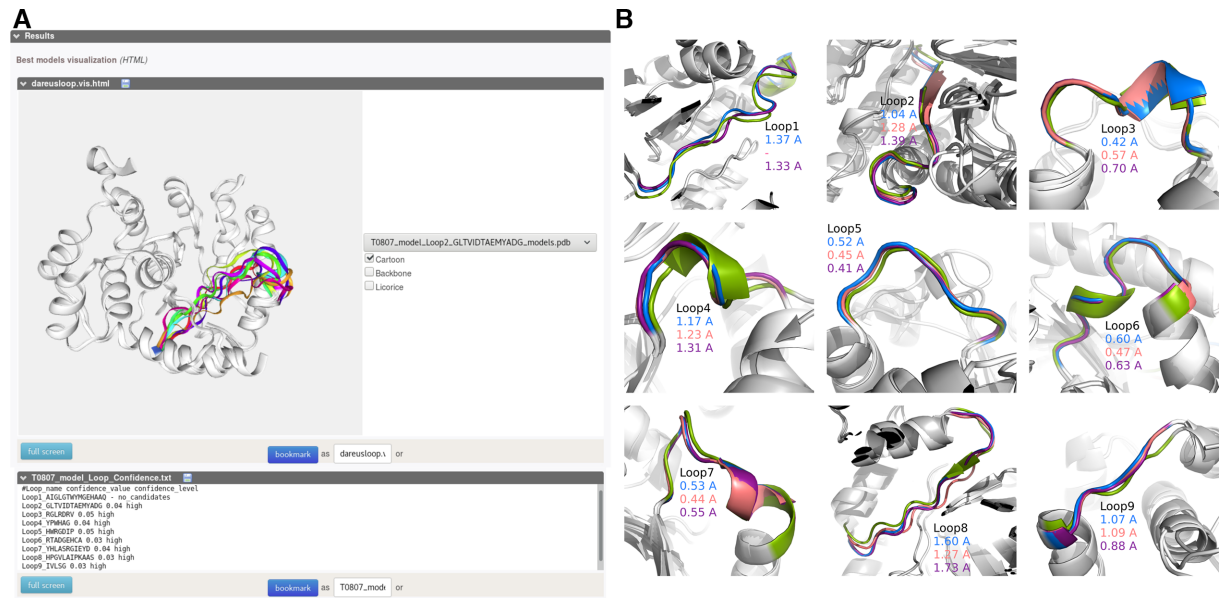 A
Results
Best models visualization (HTML)
dareusloop.vis.html
T0807_model_Loop2_GLTVIDTAEMYADG_models.pdb
Cartoon
Backbone
Licorice
full screen
bookmark as dareusloop.v or
T0807_model_Loop_Confidence.txt
#Loop_name confidence_value confidence_level
Loop1_AIGLGTWYMGEHAAQ - no_candidates
Loop2_GLTVIDTAEMYADG 0.04 high
Loop3_RGLRDRV 0.05 high
Loop4_YPWHAG 0.04 high
Loop5_HWRGDIP 0.05 high
Loop6_RTADGEHCA 0.03 high
Loop7_YHLASRGIEYD 0.04 high
Loop8_HPGVLAIPKAAS 0.03 high
Loop9_IVLSG 0.03 high
full screen
bookmark as T0807_mode or
B
Loop1
1.37 A
-
1.33 A
Loop2
1.04 A
1.28 A
1.39 A
Loop3
0.42 A
0.57 A
0.70 A
Loop4
1.17 A
1.23 A
1.31 A
Loop5
0.52 A
0.45 A
0.41 A
Loop6
0.60 A
0.47 A
0.63 A
Loop7
0.53 A
0.44 A
0.55 A
Loop8
1.60 A
1.27 A
1.73 A
Loop9
1.07 A
1.09 A
0.88 A